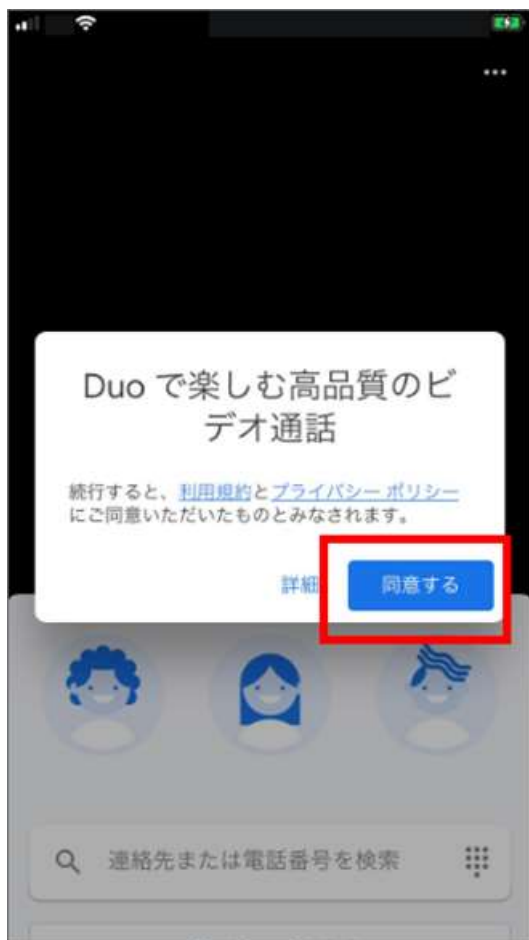 Duo で楽しむ高品質のビ
デオ通話
続行すると、利用規約とプライバシー ポリシー
にご同意いただいたものとみなされます。
詳細 同意する
連絡先または電話番号を検索